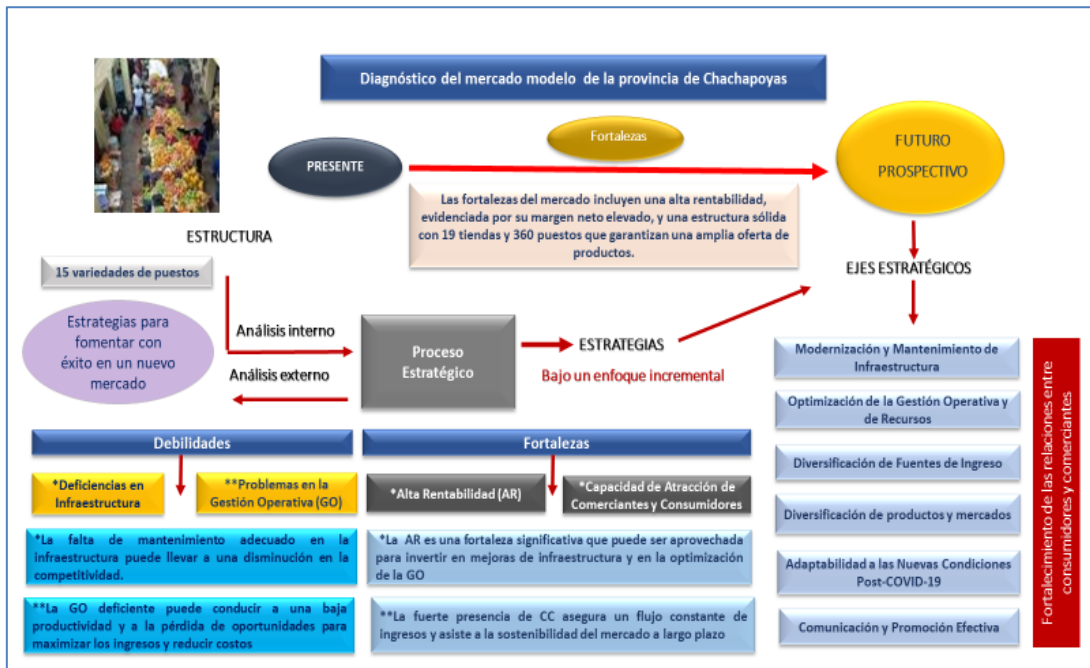 Diagnóstico del mercado modelo de la provincia de Chachapoyas
Fortalezas
PRESENTE
FUTURO
PROSPECTIVO
Las fortalezas del mercado incluyen una alta rentabilidad,
evidenciada por su margen neto elevado, y una estructura sólida
con 19 tiendas y 360 puestos que garantizan una amplia oferta de
productos.
ESTRUCTURA
15 variedades de puestos
EJES ESTRATÉGICOS
Estrategias para
fomentar con
éxito en un nuevo
mercado
Análisis interno
Análisis externo
Proceso
Estratégico
ESTRATEGIAS
Bajo un enfoque incremental
Modernización y Mantenimiento de
Infraestructura
Optimización de la Gestión Operativa y
de Recursos
Diversificación de Fuentes de Ingreso
Diversificación de productos y mercados
Adaptabilidad a las Nuevas Condiciones
Post-COVID-19
Comunicación y Promoción Efectiva
Fortalecimiento de las relaciones entre
consumidores y comerciantes
Debilidades
*Deficiencias en
Infraestructura
**Problemas en la
Gestión Operativa (GO)
*La falta de mantenimiento adecuado en la
infraestructura puede llevar a una disminución en la
competitividad.
**La GO deficiente puede conducir a una baja
productividad y a la pérdida de oportunidades para
maximizar los ingresos y reducir costos
Fortalezas
*Alta Rentabilidad (AR)
*Capacidad de Atracción de
Comerciantes y Consumidores
*La AR es una fortaleza significativa que puede ser aprovechada
para invertir en mejoras de infraestructura y en la optimización
de la GO
**La fuerte presencia de CC asegura un flujo constante de
ingresos y asiste a la sostenibilidad del mercado a largo plazo